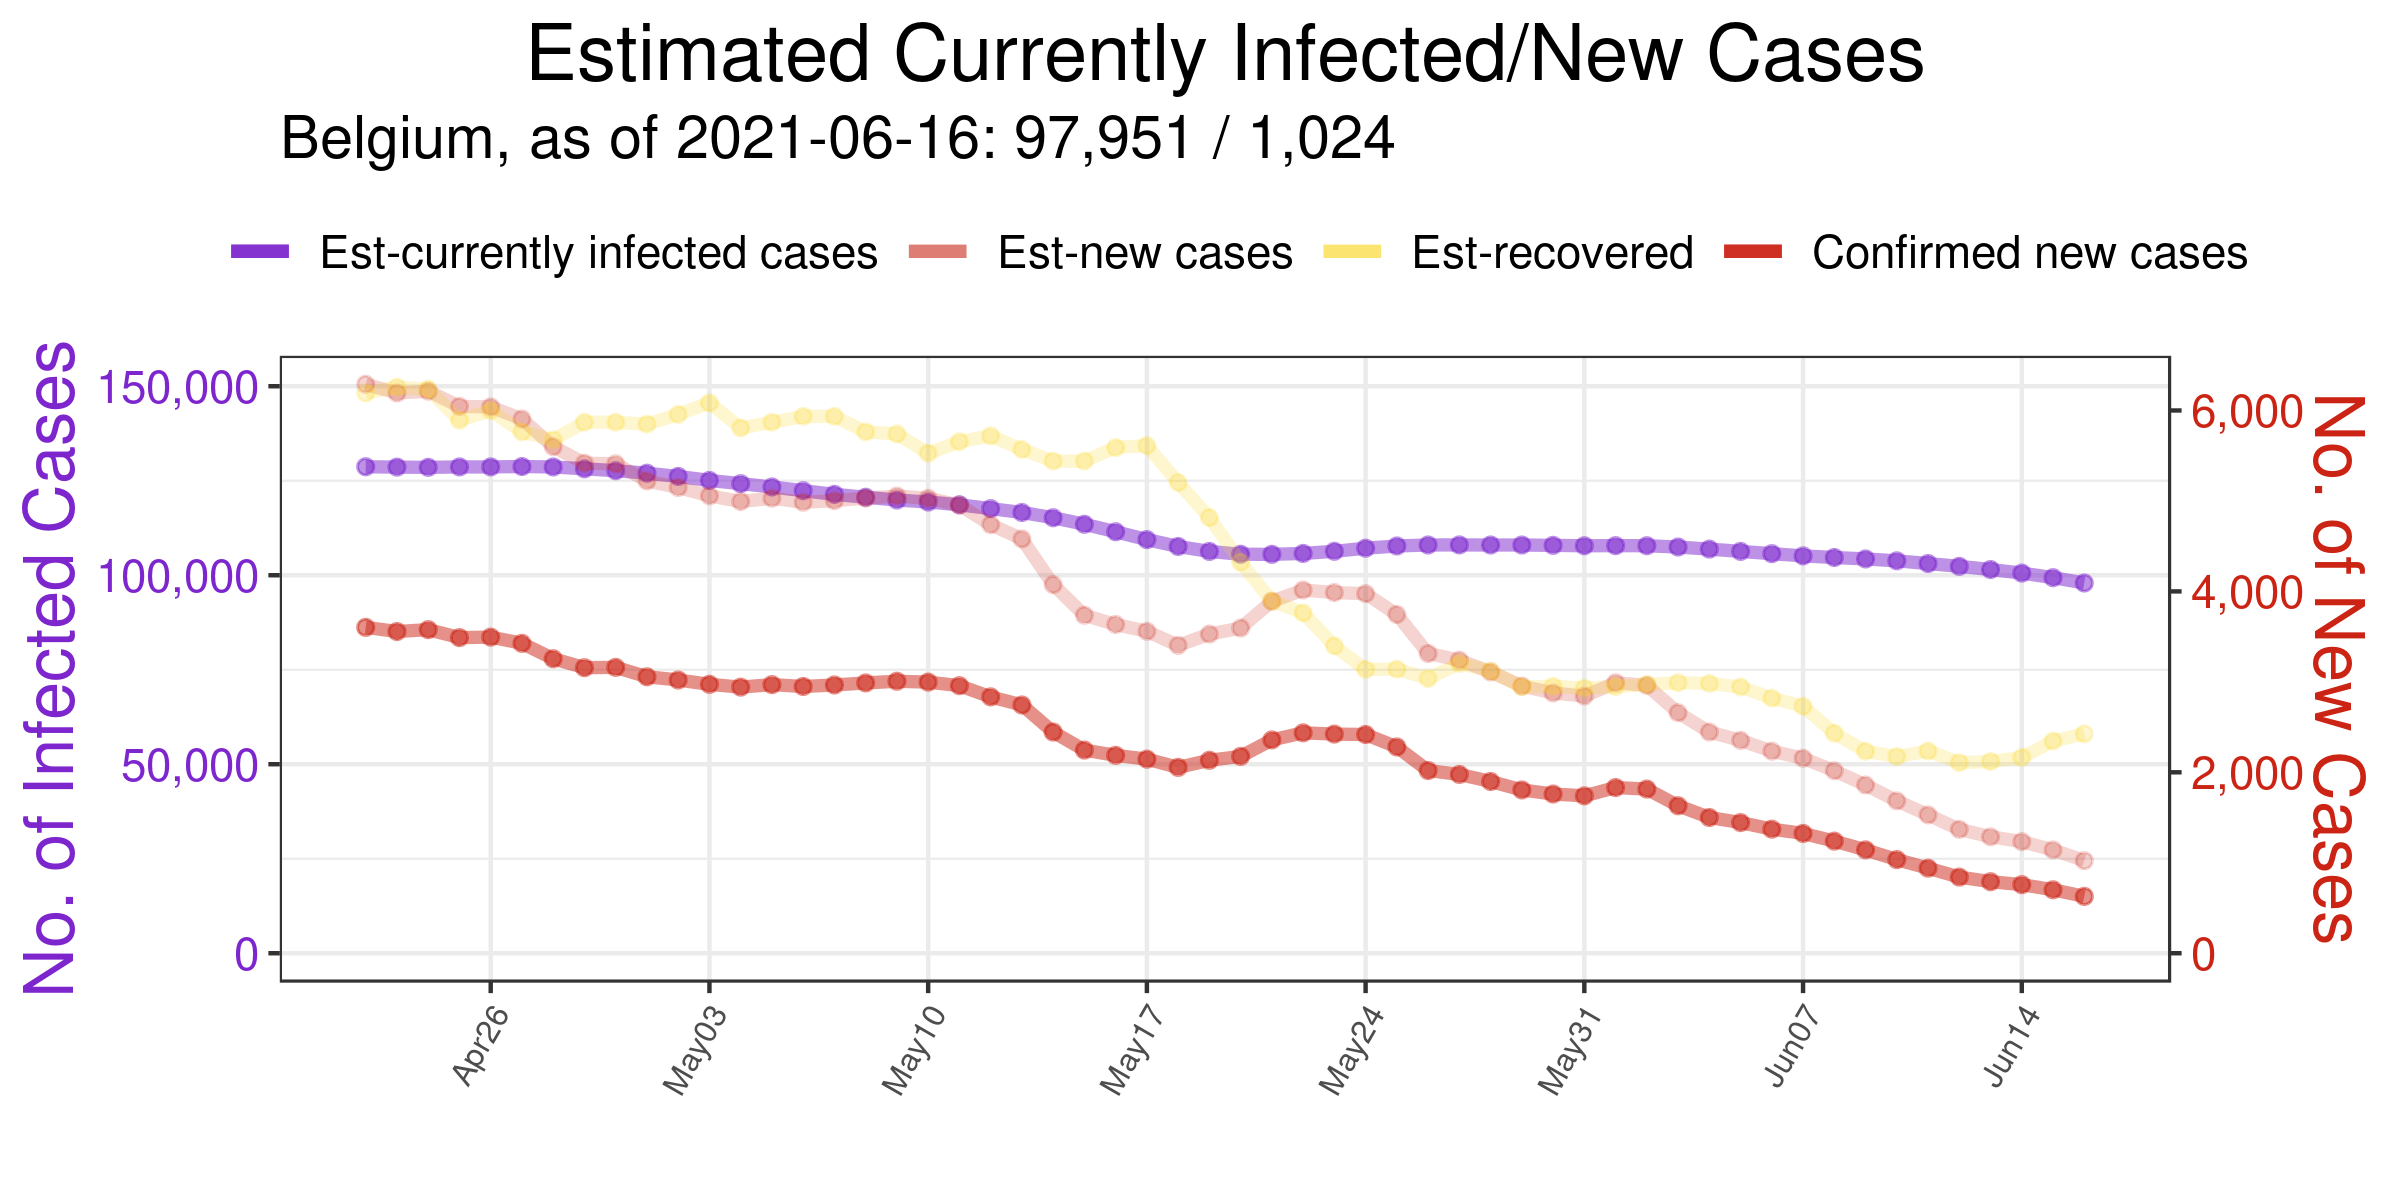 Estimated Currently Infected/New Cases
Belgium, as of 2021-06-16: 97,951 / 1,024
Est-currently infected cases Est-new cases Est-recovered Confirmed new cases
No. of Infected Cases
150,000
100,000
50,000
0
6,000
4,000
2,000
0
No. of New Cases
Apr26 May03 May10 May17 May24 May31 Jun07 Jun14